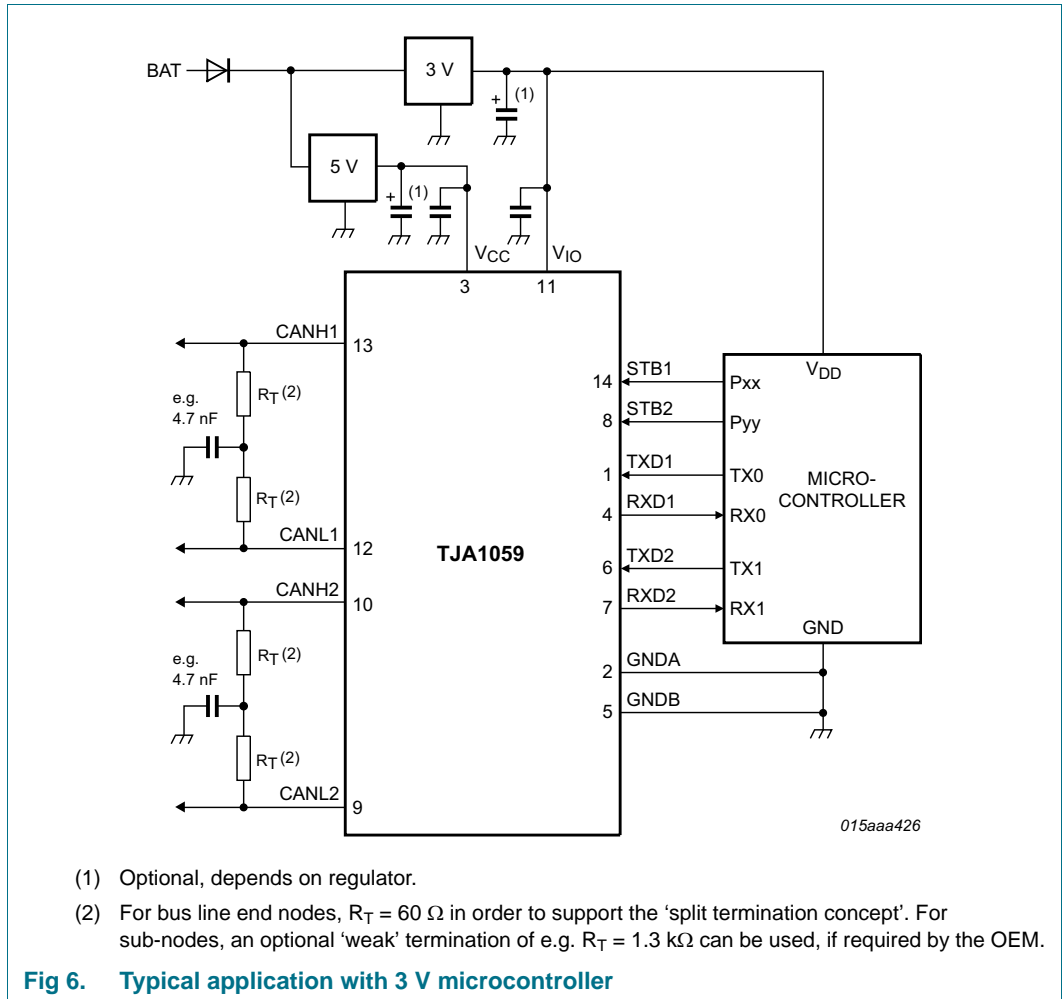 BAT
3 V
(1)
+
5 V
(1)
+
VCC
VIO
3
11
CANH1
13
VDD
STB1
14
Pxx
RT(2)
e.g.
4.7 nF
STB2
8
Pyy
TXD1
1
TX0
MICRO-
CONTROLLER
RT(2)
RXD1
4
RX0
CANL1
12
TJA1059
TXD2
6
TX1
CANH2
10
RXD2
7
RX1
GND
RT(2)
e.g.
4.7 nF
GNDA
2
GNDB
5
RT(2)
CANL2
9
015aaa426
(1) Optional, depends on regulator.
(2) For bus line end nodes, RT = 60 Ω in order to support the ‘split termination concept’. For
sub-nodes, an optional ‘weak’ termination of e.g. RT = 1.3 kΩ can be used, if required by the OEM.
Fig 6. Typical application with 3 V microcontroller